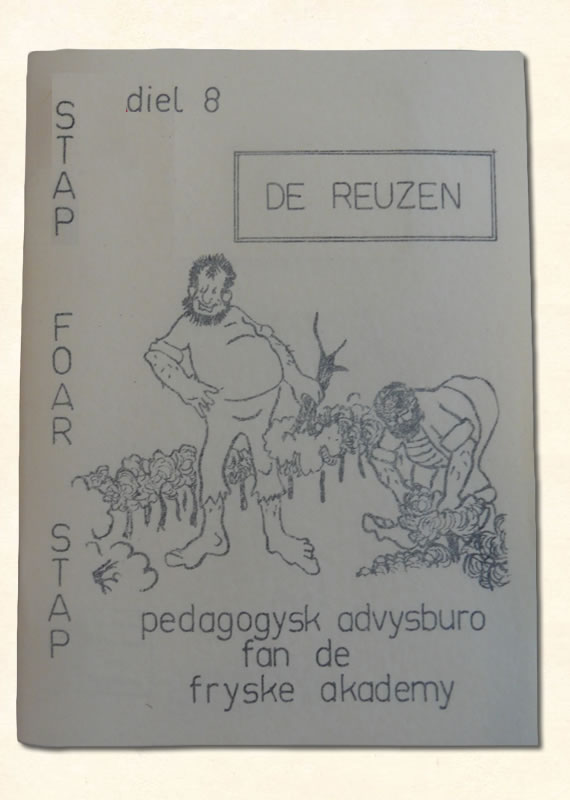 diel 8
DE REUZEN
STAP FOAR STAP
pedagogysk advysburo
fan de
fryske akademy